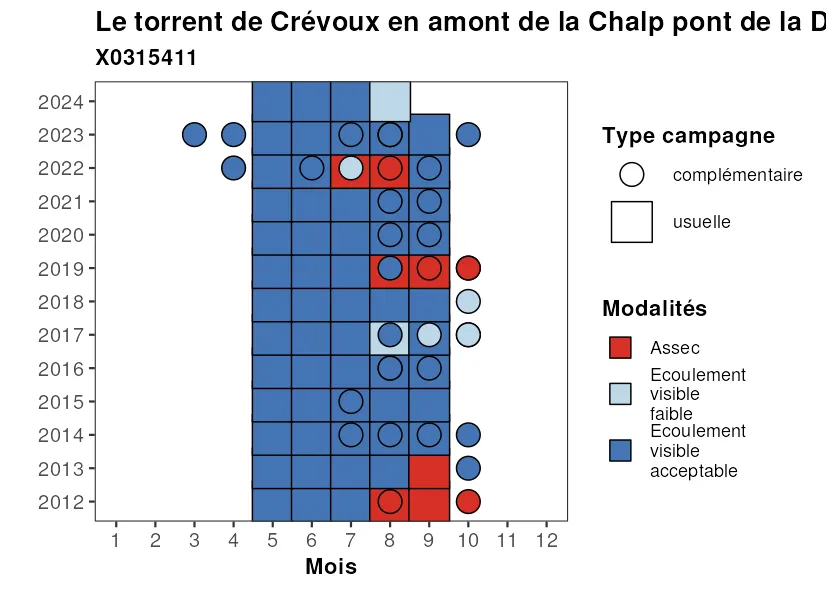 Le torrent de Crévoux en amont de la Chalp pont de la D
X0315411
2024
2023
2022
2021
2020
2019
2018
2017
2016
2015
2014
2013
2012
1 2 3 4 5 6 7 8 9 10 11 12
Mois
Type campagne
complémentaire
usuelle
Modalités
Assec
Ecoulement
visible
faible
Ecoulement
visible
acceptable